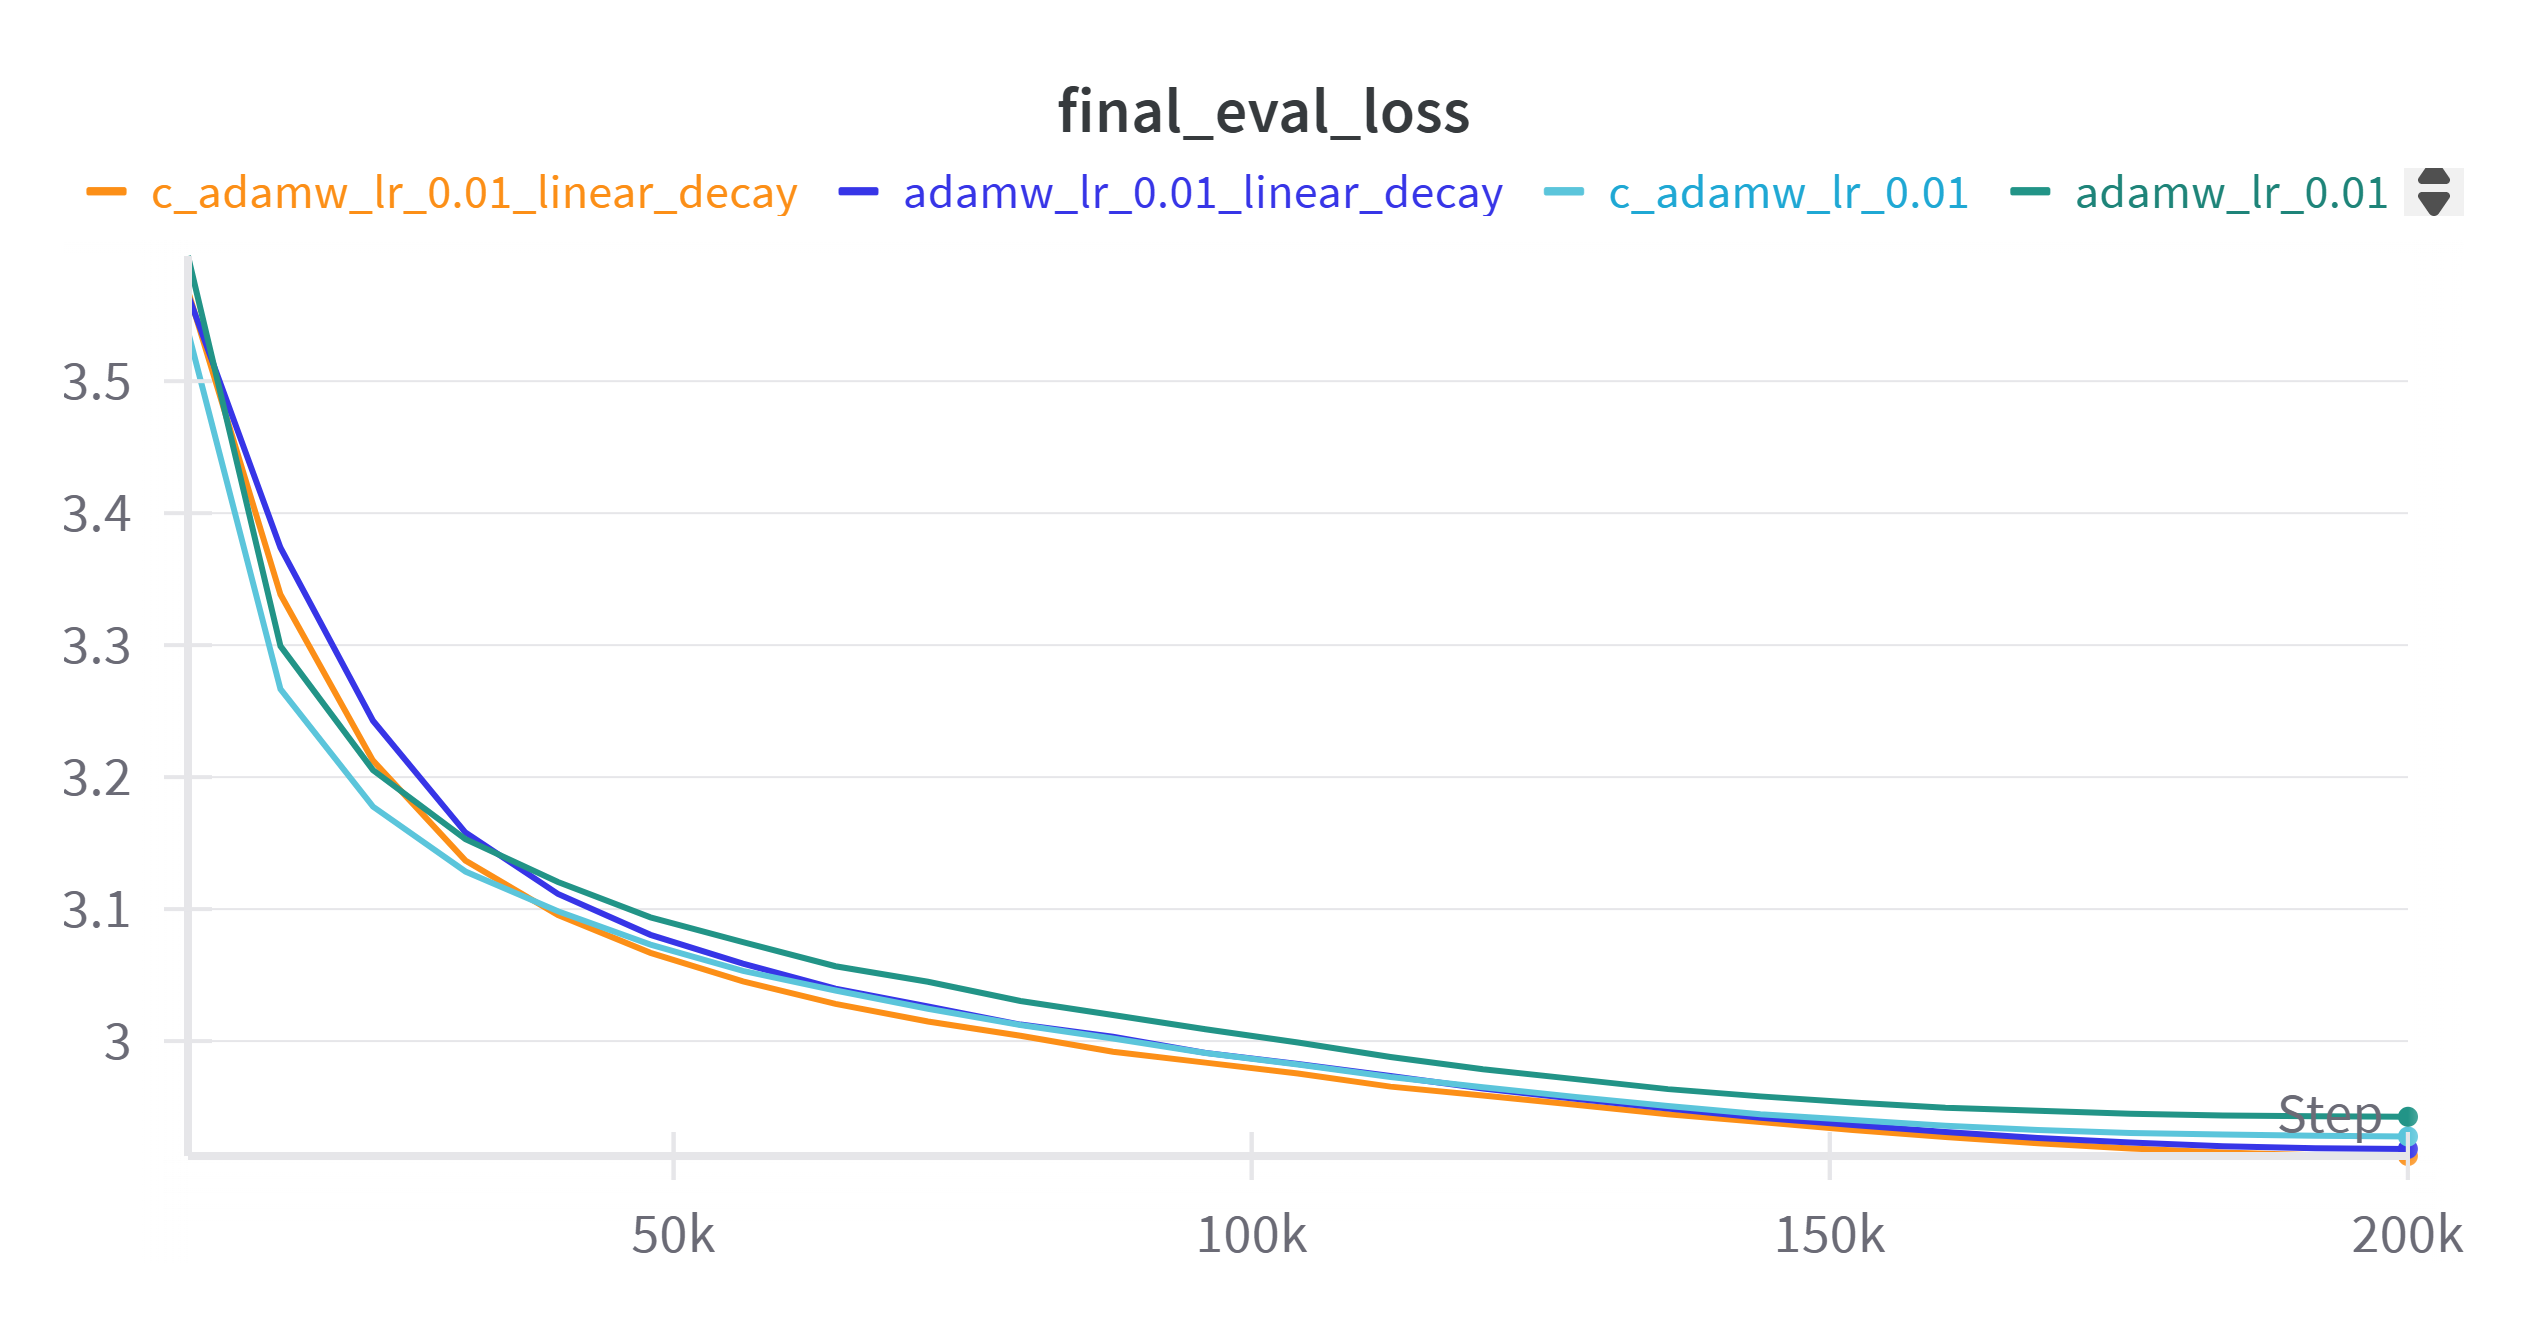 final_eval_loss
c_adamw_lr_0.01_linear_decay adamw_lr_0.01_linear_decay c_adamw_lr_0.01 adamw_lr_0.01
3.5
3.4
3.3
3.2
3.1
3
Step
50k 100k 150k 200k